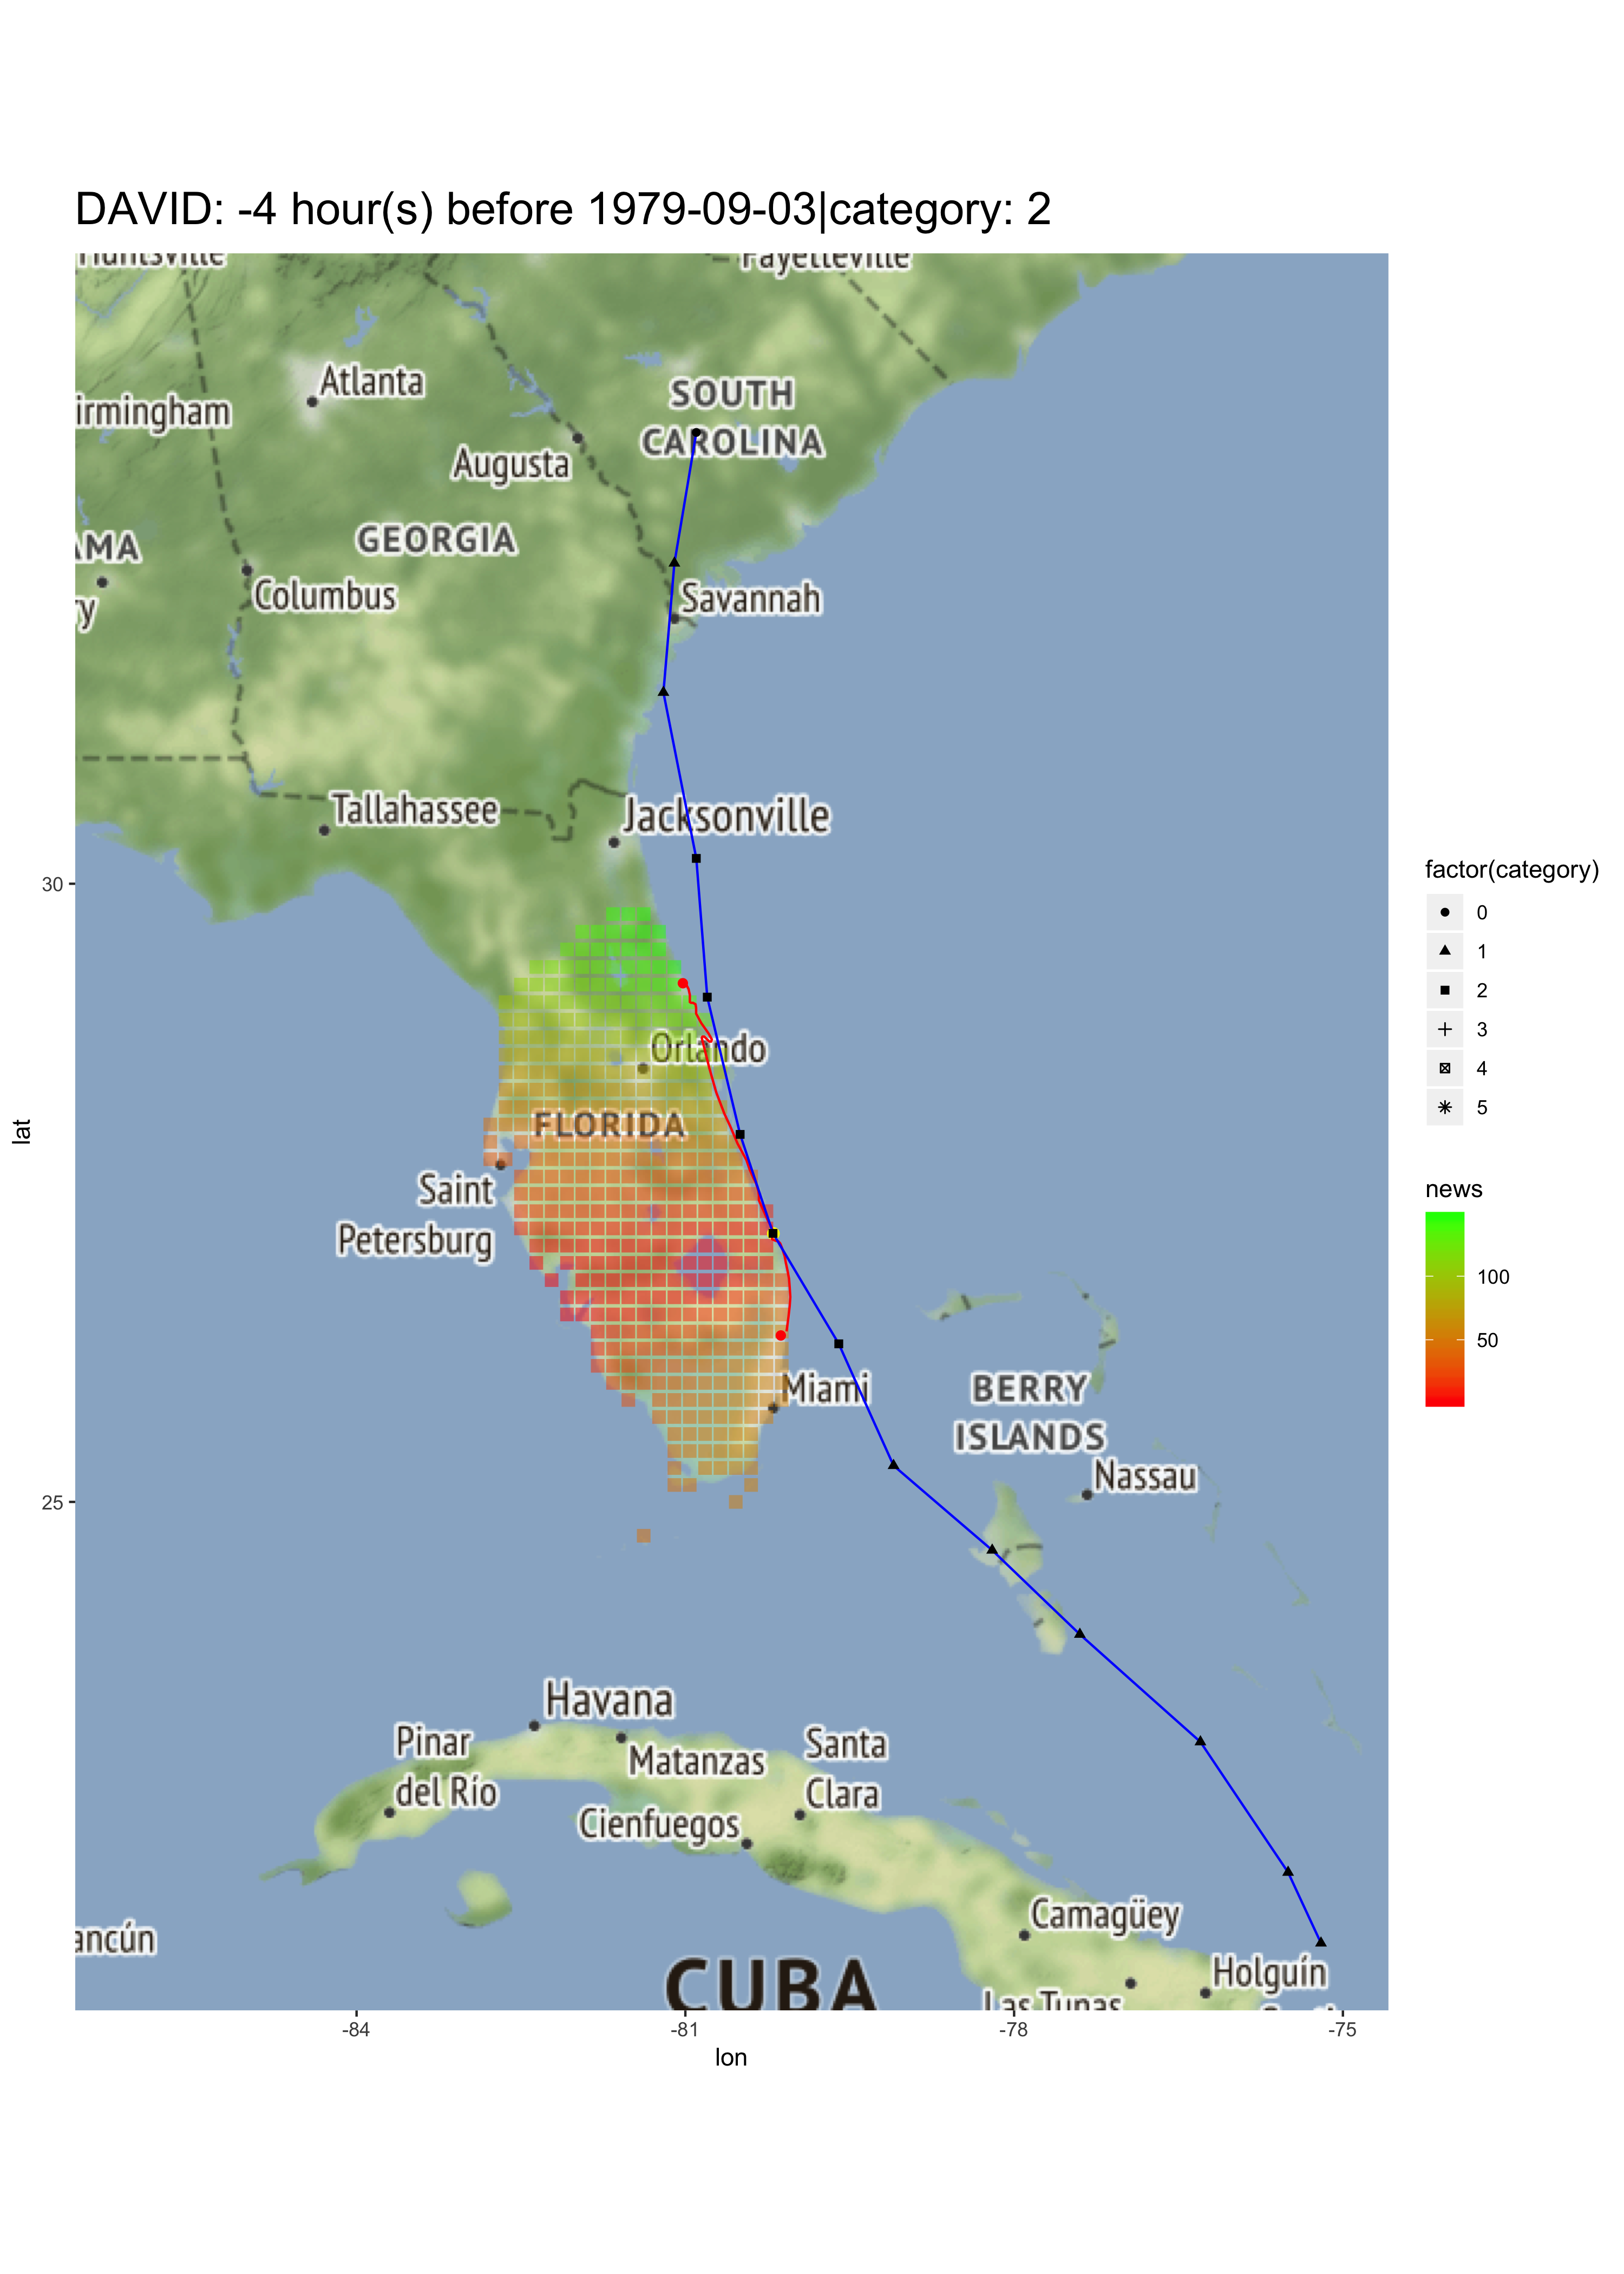 DAVID: -4 hour(s) before 1979-09-03|category: 2
Huntsville
Fayetteville
Atlanta
irmingham
SOUTH
CAROLINA
Augusta
GEORGIA
AMA
Columbus
ry
Savannah
Tallahassee
Jacksonville
Orlando
FLORIDA
Saint
Petersburg
Miami
BERRY
ISLANDS
Nassau
Havana
Pinar
del Río
Matanzas
Santa
Clara
Cienfuegos
Camagüey
ancún
CUBA
Holguín
Las Tunas
30
25
lat
-84
-81
-78
-75
lon
factor(category)
0
1
2
3
4
5
news
100
50